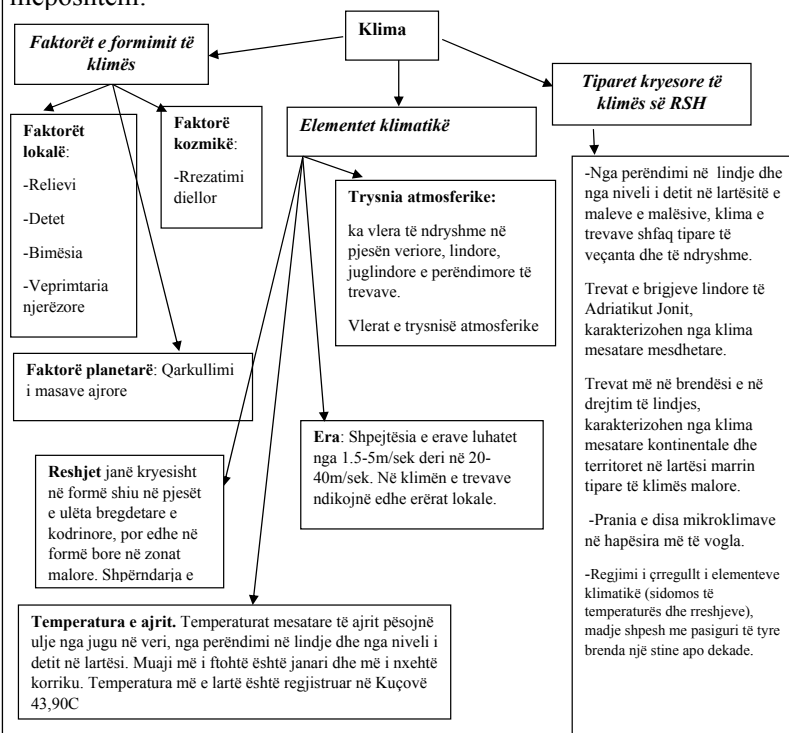 mëposhtëm:
Klima
Faktorët e formimit të
klimës
Tiparet kryesore të
klimës së RSH
Faktorët
lokalë:
-Relievi
-Detet
-Bimësia
-Veprimtaria
njerëzore
Faktorë
kozmikë:
-Rrezatimi
diellor
Elementet klimatikë
Trysnia atmosferike:
ka vlera të ndryshme në
pjesën veriore, lindore,
juglindore e perëndimore të
trevave.
Vlerat e trysnisë atmosferike
Faktorë planetarë: Qarkullimi
i masave ajrore
Era: Shpejtësia e erave luhatet
nga 1.5-5m/sek deri në 20-
40m/sek. Në klimën e trevave
ndikojnë edhe erërat lokale.
Reshjet janë kryesisht
në formë shiu në pjesët
e ulëta bregdetare e
kodrinore, por edhe në
formë bore në zonat
malore. Shpërndarja e
Temperatura e ajrit. Temperaturat mesatare të ajrit pësojnë
ulje nga jugu në veri, nga perëndimi në lindje dhe nga niveli i
detit në lartësi. Muaji më i ftohtë është janari dhe më i nxehtë
korriku. Temperatura më e lartë është regjistruar në Kuçovë
43,90C
-Nga perëndimi në lindje dhe
nga niveli i detit në lartësitë e
maleve e malësive, klima e
trevave shfaq tipare të
veçanta dhe të ndryshme.
Trevat e brigjeve lindore të
Adriatikut Jonit,
karakterizohen nga klima
mesatare mesdhetare.
Trevat më në brendësi e në
drejtim të lindjes,
karakterizohen nga klima
mesatare kontinentale dhe
territoret në lartësi marrin
tipare të klimës malore.
-Prania e disa mikroklimave
në hapësira më të vogla.
-Regjimi i çrregullt i elementeve
klimatikë (sidomos të
temperaturës dhe rreshjeve),
madje shpesh me pasiguri të tyre
brenda një stine apo dekade.